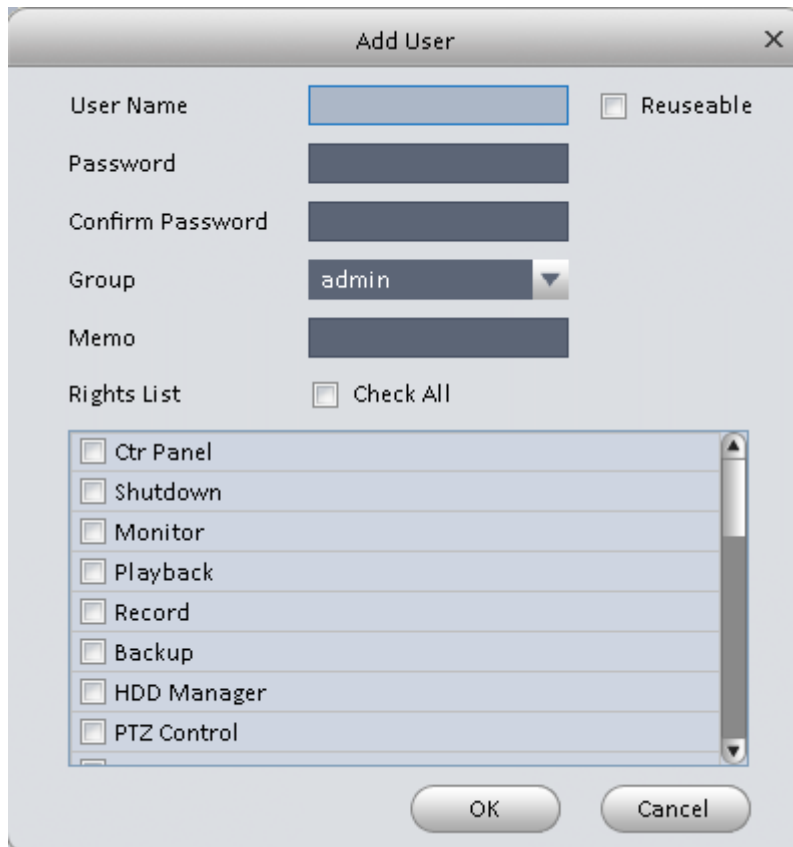 Add User
User Name
Reuseable
Password
Confirm Password
Group admin
Memo
Rights List Check All
Ctr Panel
Shutdown
Monitor
Playback
Record
Backup
HDD Manager
PTZ Control
OK Cancel